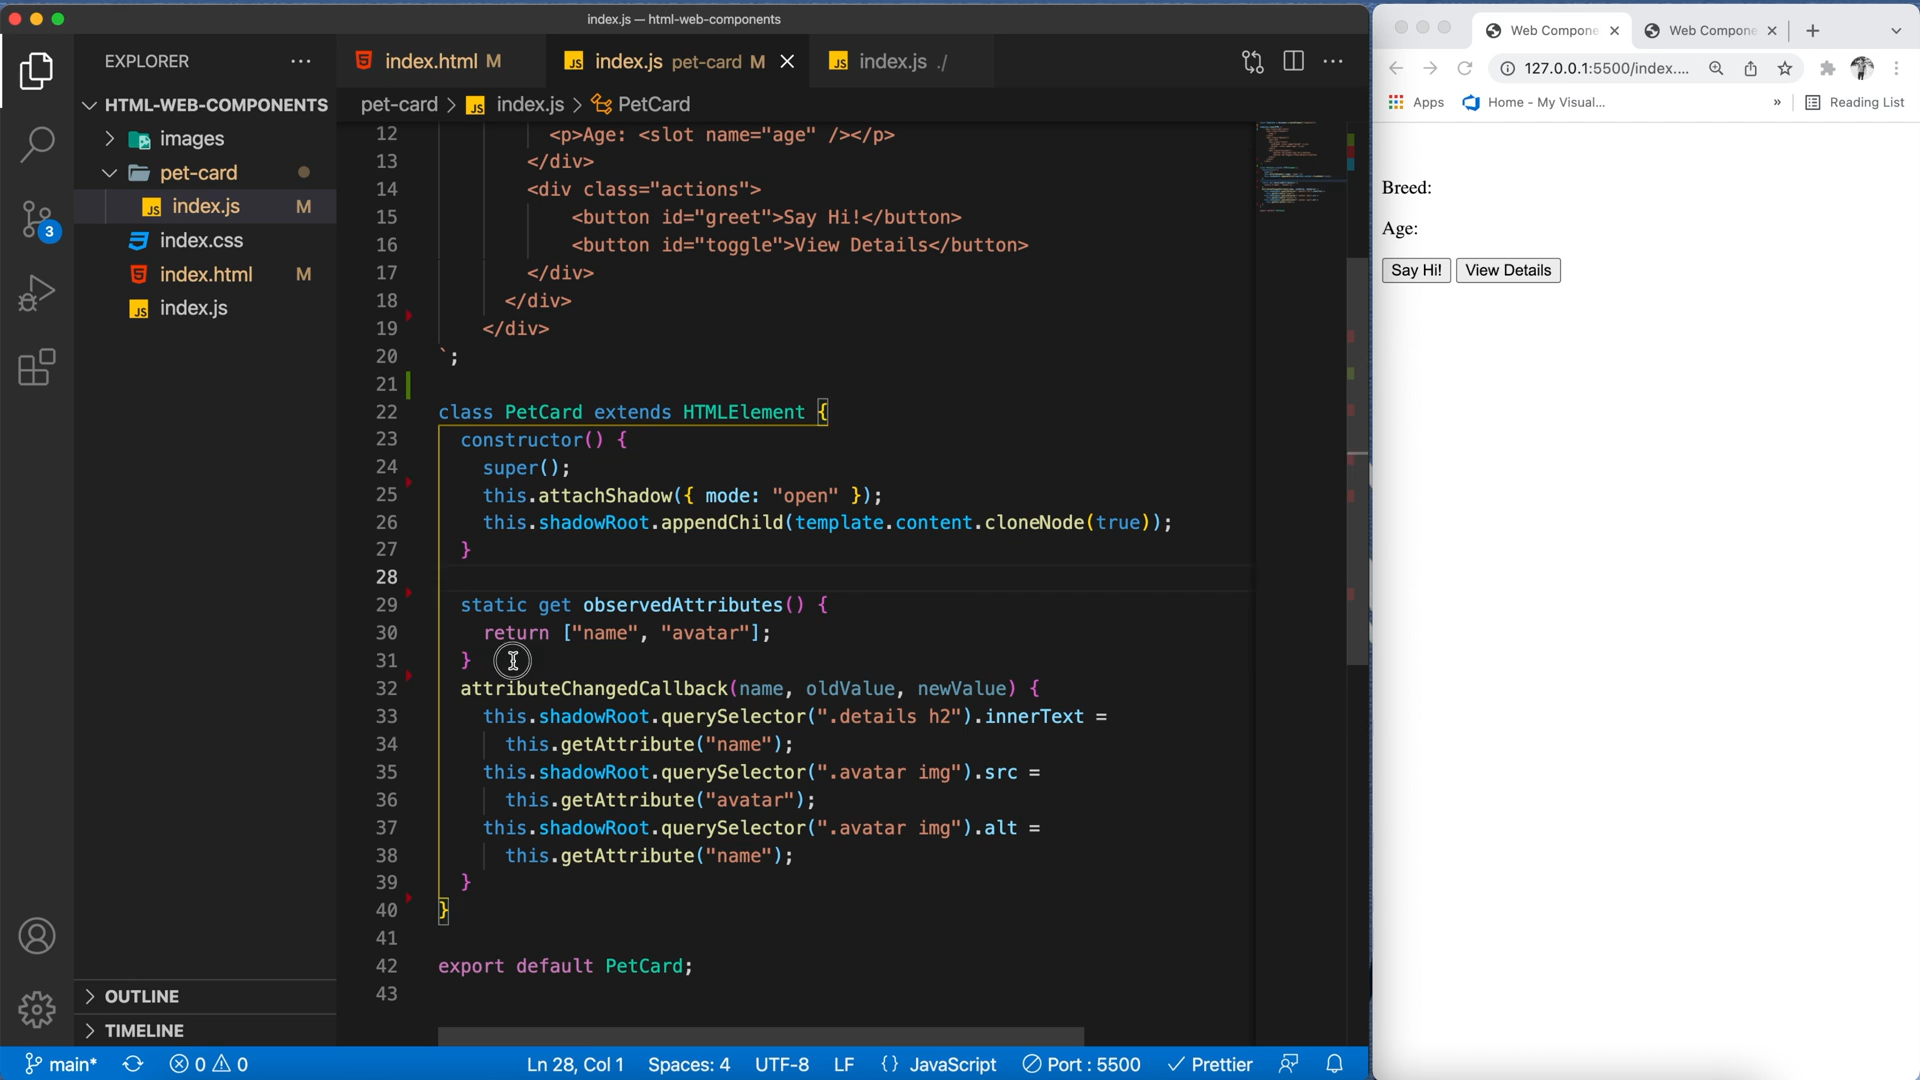 index.js — html-web-components
EXPLORER
HTML-WEB-COMPONENTS
images
pet-card
index.js M
index.css
index.html M
index.js
OUTLINE
TIMELINE
3
index.html M
index.js pet-card M
index.js ./
pet-card > JS index.js > PetCard
12 <p>Age: <slot name="age" /></p>
13 </div>
14 <div class="actions">
15 <button id="greet">Say Hi!</button>
16 <button id="toggle">View Details</button>
17 </div>
18 </div>
19 </div>
20 `;
21
22 class PetCard extends HTMLElement {
23 constructor() {
24 super();
25 this.attachShadow({ mode: "open" });
26 this.shadowRoot.appendChild(template.content.cloneNode(true));
27 }
28
29 static get observedAttributes() {
30 return ["name", "avatar"];
31 }
32 attributeChangedCallback(name, oldValue, newValue) {
33 this.shadowRoot.querySelector(".details h2").innerText =
34 this.getAttribute("name");
35 this.shadowRoot.querySelector(".avatar img").src =
36 this.getAttribute("avatar");
37 this.shadowRoot.querySelector(".avatar img").alt =
38 this.getAttribute("name");
39 }
40 }
41
42 export default PetCard;
43
main* 0 0 Ln 28, Col 1 Spaces: 4 UTF-8 LF {} JavaScript Port : 5500 Prettier
Web Compone
Web Compone
127.0.0.1:5500/index....
Apps Home - My Visual... » Reading List
Breed:
Age:
Say Hi! View Details